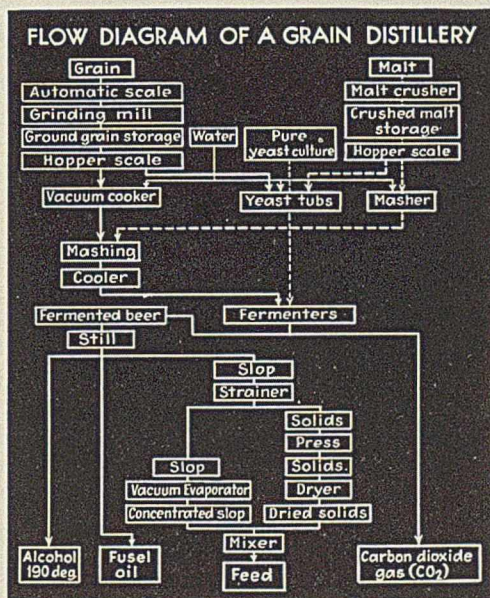 FLOW DIAGRAM OF A GRAIN DISTILLERY
Grain
Automatic scale
Grinding mill
Ground grain storage
Hopper scale
Water
Pure
yeast culture
Malt
Malt crusher
Crushed malt
storage
Hopper scale
Vacuum cooker
Yeast tubs
Masher
Mashing
Cooler
Fermented beer
Still
Fermenters
Slop
Strainer
Solids
Press
Solids.
Dryer
Dried solids
Slop
Vacuum Evaporator
Concentrated slop
Mixer
Feed
Alcohol
190 deg.
Fusel
oil
Carbon dioxide
gas (CO₂)